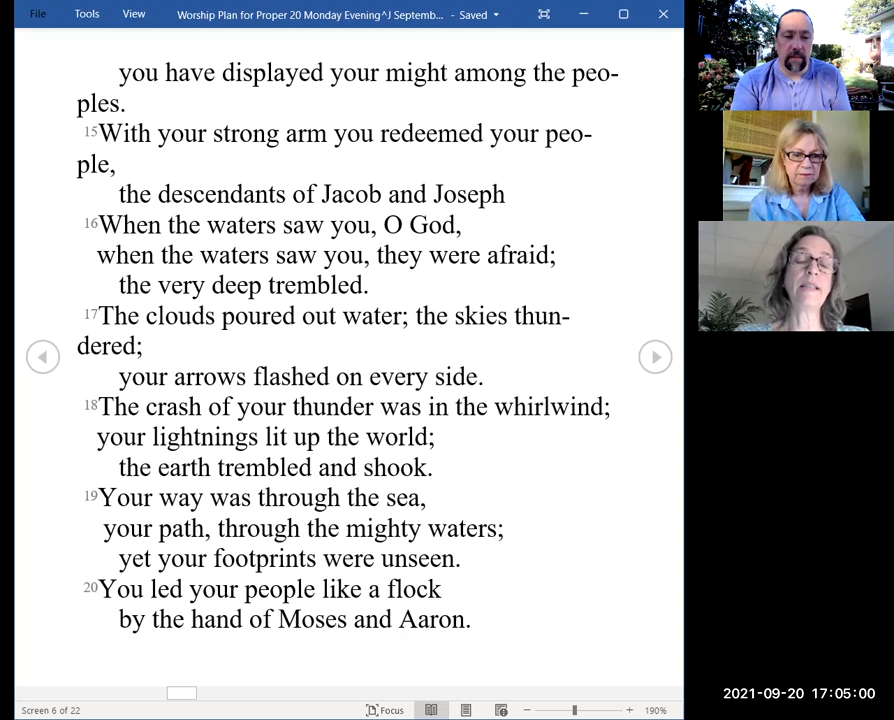 File Tools View Worship Plan for Proper 20 Monday Evening^J Septemb... - Saved
you have displayed your might among the peo-
ples.
15With your strong arm you redeemed your peo-
ple,
the descendants of Jacob and Joseph
16When the waters saw you, O God,
when the waters saw you, they were afraid;
the very deep trembled.
17The clouds poured out water; the skies thun-
dered;
your arrows flashed on every side.
18The crash of your thunder was in the whirlwind;
your lightnings lit up the world;
the earth trembled and shook.
19Your way was through the sea,
your path, through the mighty waters;
yet your footprints were unseen.
20You led your people like a flock
by the hand of Moses and Aaron.
2021-09-20 17:05:00
Screen 6 of 22 Focus 190%